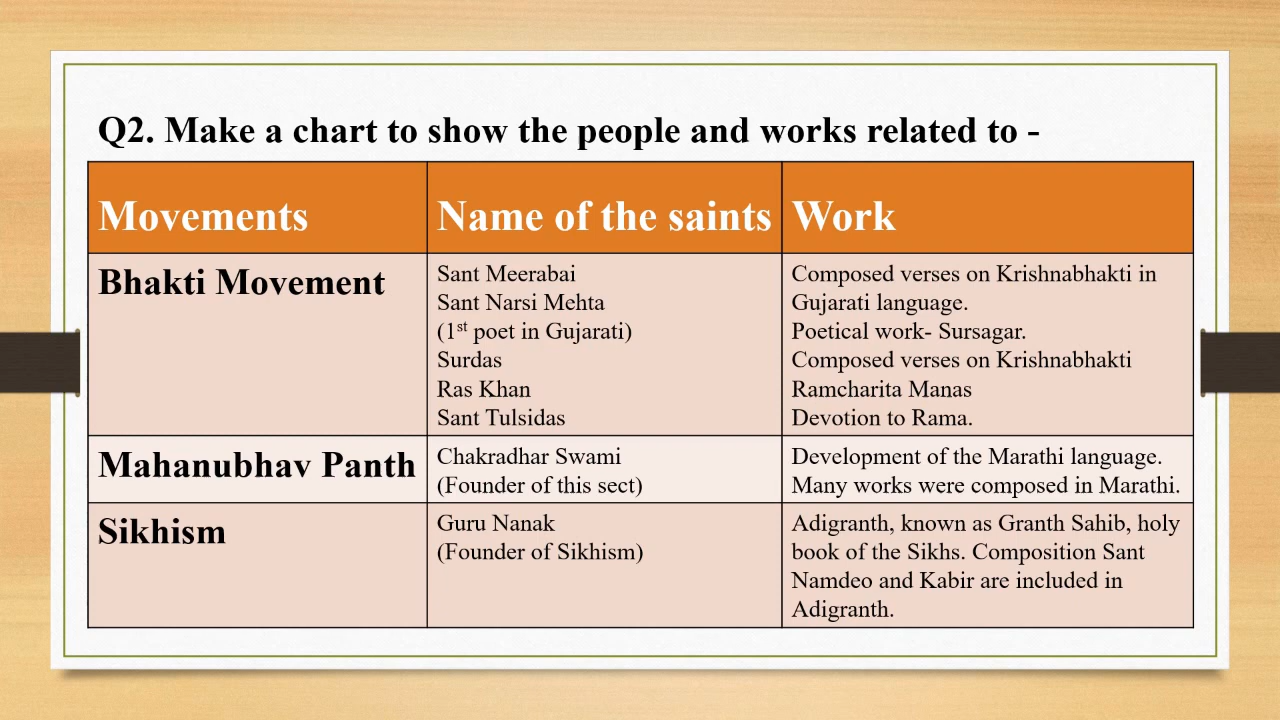 Q2. Make a chart to show the people and works related to -
Movements
Name of the saints
Work
Bhakti Movement
Sant Meerabai
Sant Narsi Mehta
(1st poet in Gujarati)
Surdas
Ras Khan
Sant Tulsidas
Composed verses on Krishnabhakti in
Gujarati language.
Poetical work- Sursagar.
Composed verses on Krishnabhakti
Ramcharita Manas
Devotion to Rama.
Mahanubhav Panth
Chakradhar Swami
(Founder of this sect)
Development of the Marathi language.
Many works were composed in Marathi.
Sikhism
Guru Nanak
(Founder of Sikhism)
Adigranth, known as Granth Sahib, holy
book of the Sikhs. Composition Sant
Namdeo and Kabir are included in
Adigranth.